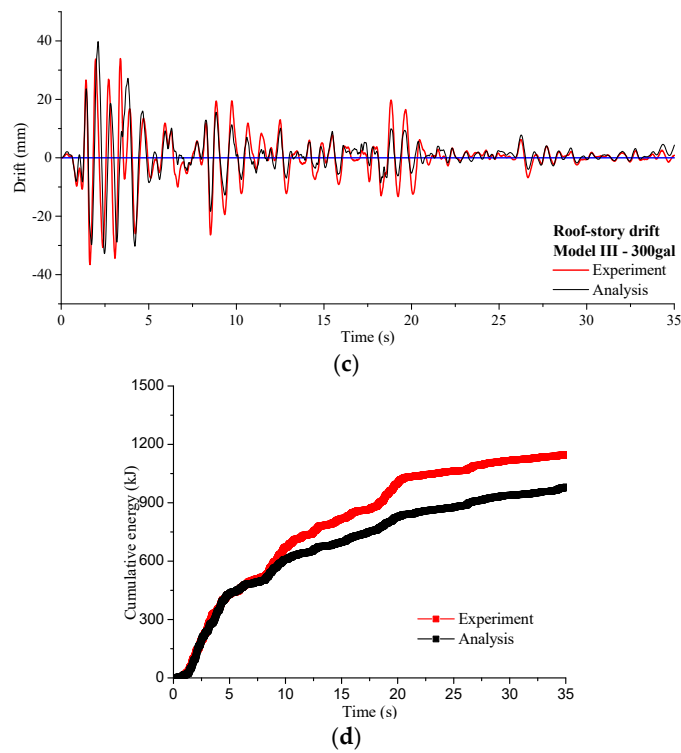 40
20
0
-20
-40
Drift (mm)
Roof-story drift
Model III - 300gal
Experiment
Analysis
0 5 10 15 20 25 30 35
Time (s)
(c)
1500
1200
900
600
300
0
Cumulative energy (kJ)
Experiment
Analysis
0 5 10 15 20 25 30 35
Time (s)
(d)